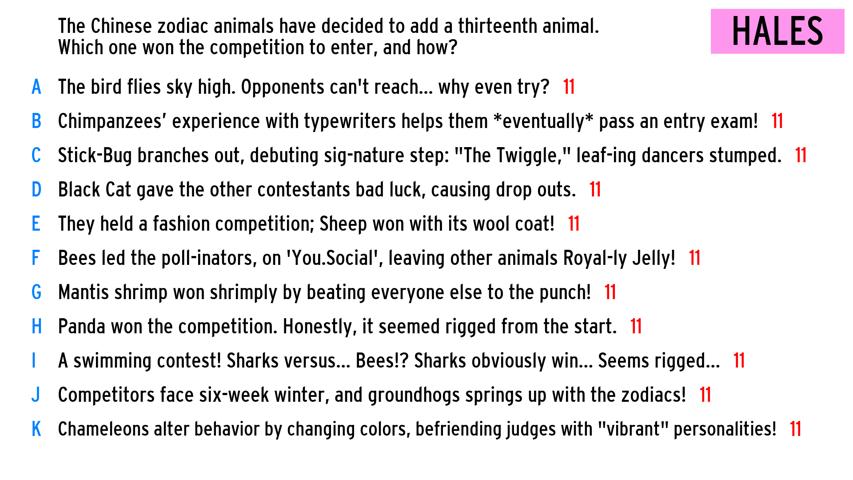 The Chinese zodiac animals have decided to add a thirteenth animal.
Which one won the competition to enter, and how?
HALES
A The bird flies sky high. Opponents can't reach... why even try? 11
B Chimpanzees’ experience with typewriters helps them *eventually* pass an entry exam! 11
C Stick-Bug branches out, debuting sig-nature step: "The Twiggle," leaf-ing dancers stumped. 11
D Black Cat gave the other contestants bad luck, causing drop outs. 11
E They held a fashion competition; Sheep won with its wool coat! 11
F Bees led the poll-inators, on 'You.Social', leaving other animals Royal-ly Jelly! 11
G Mantis shrimp won shrimply by beating everyone else to the punch! 11
H Panda won the competition. Honestly, it seemed rigged from the start. 11
I A swimming contest! Sharks versus... Bees!? Sharks obviously win... Seems rigged... 11
J Competitors face six-week winter, and groundhogs springs up with the zodiacs! 11
K Chameleons alter behavior by changing colors, befriending judges with "vibrant" personalities! 11